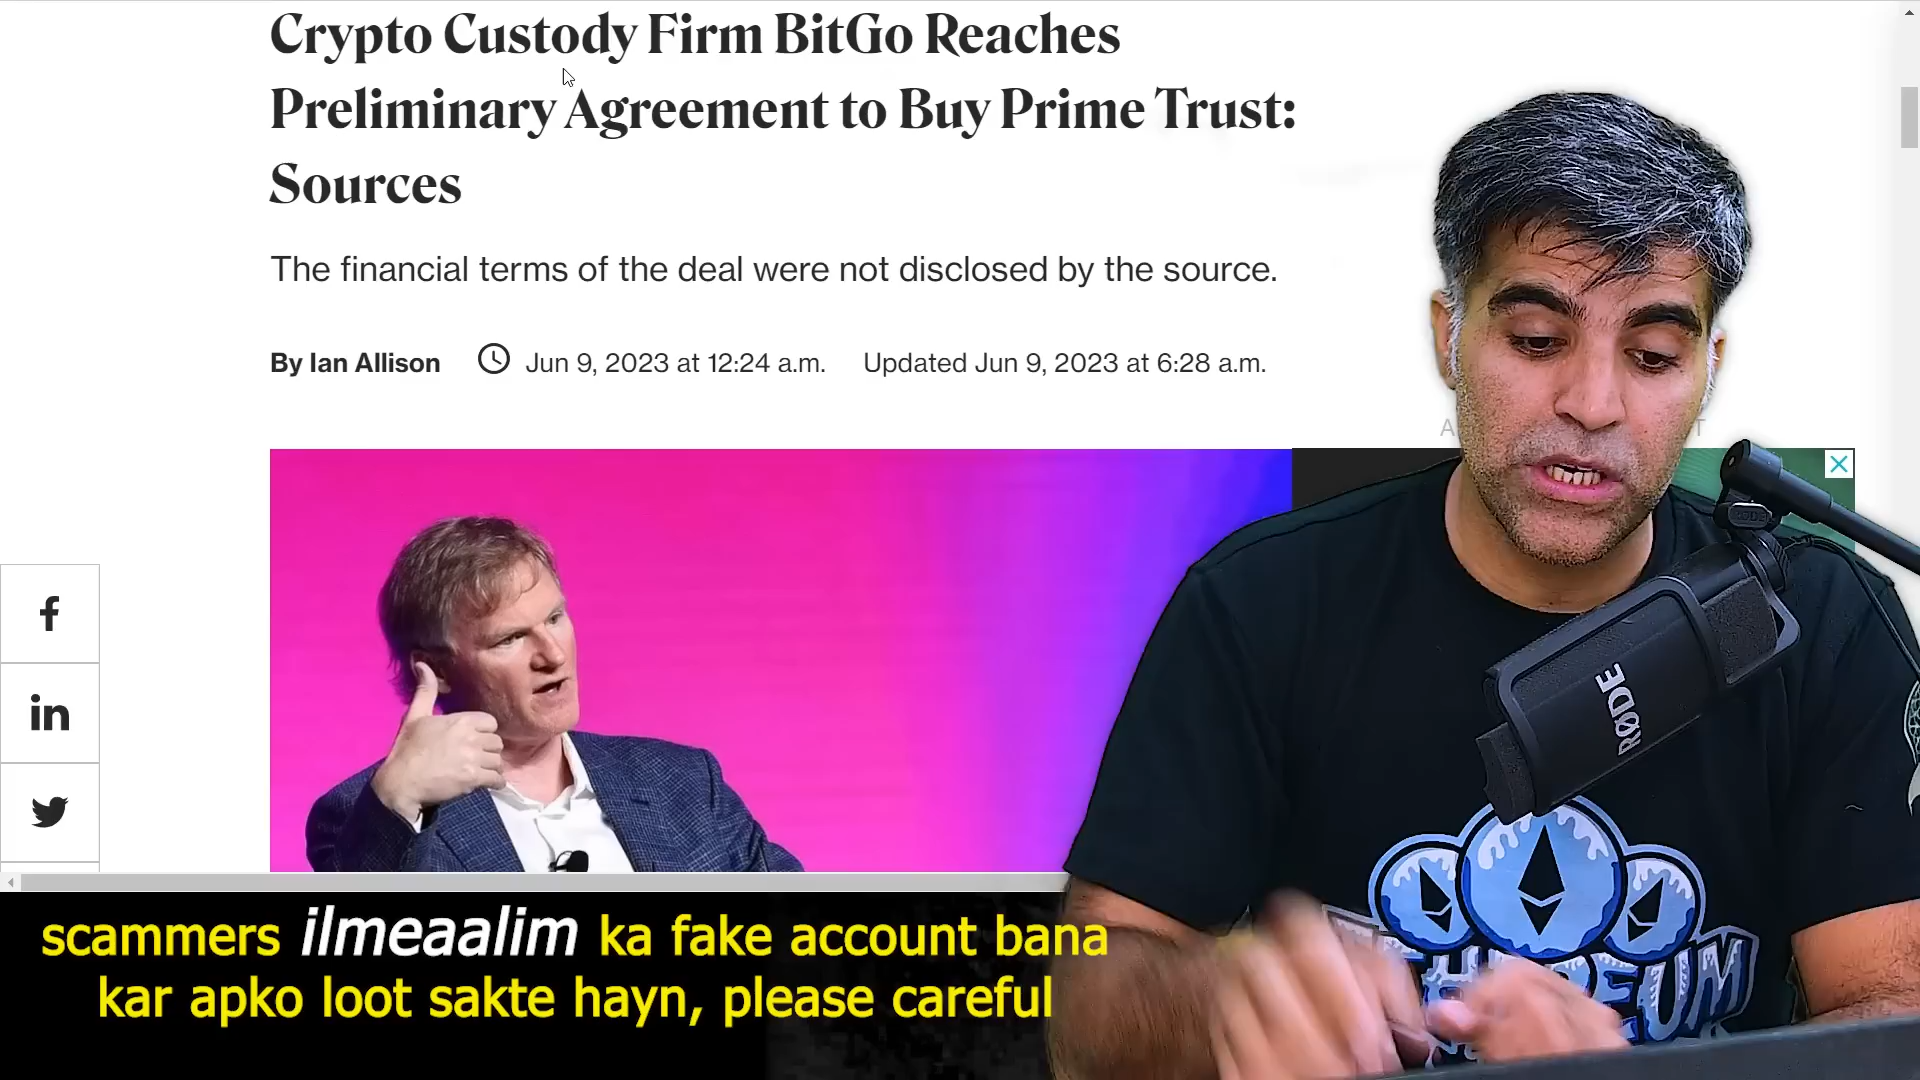 Crypto Custody Firm BitGo Reaches
Preliminary Agreement to Buy Prime Trust:
Sources
The financial terms of the deal were not disclosed by the source.
By Ian Allison Jun 9, 2023 at 12:24 a.m. Updated Jun 9, 2023 at 6:28 a.m.
f
in
RØDE
scammers ilmeaalim ka fake account bana
kar apko loot sakte hayn, please careful